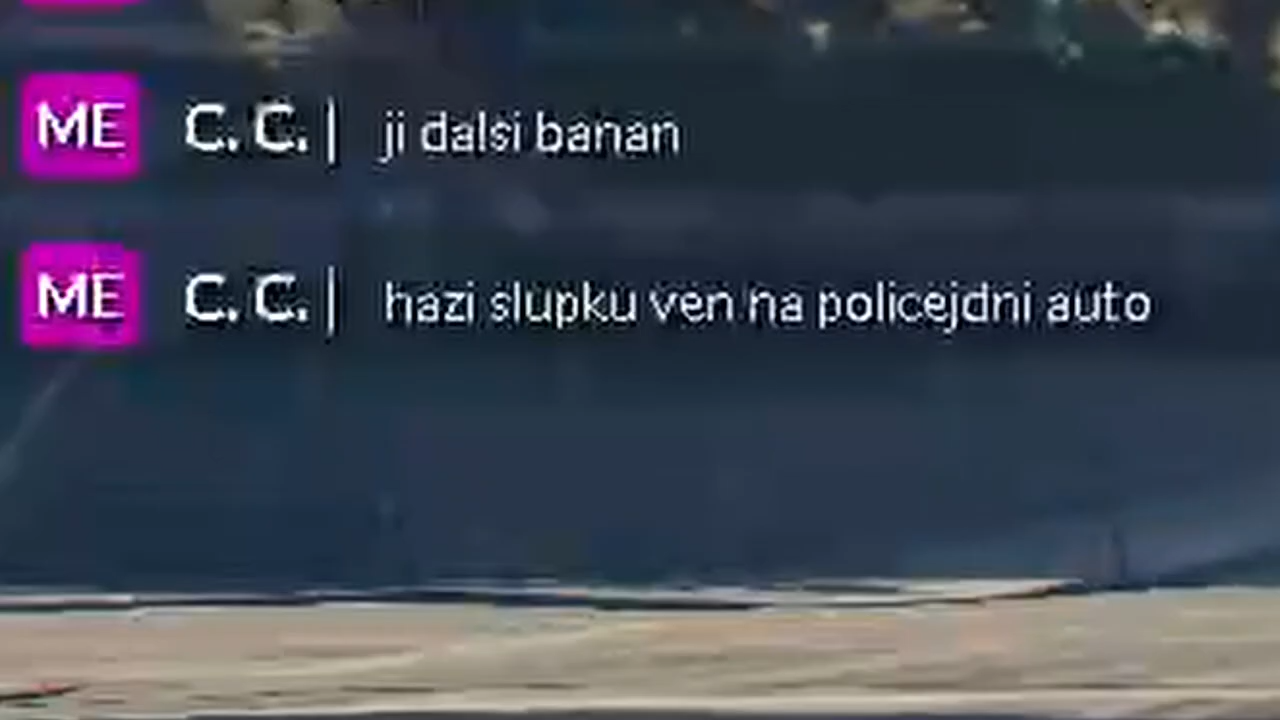 ME C. C. | ji dalsi banan
ME C. C. | hazi slupku ven na policejdni auto